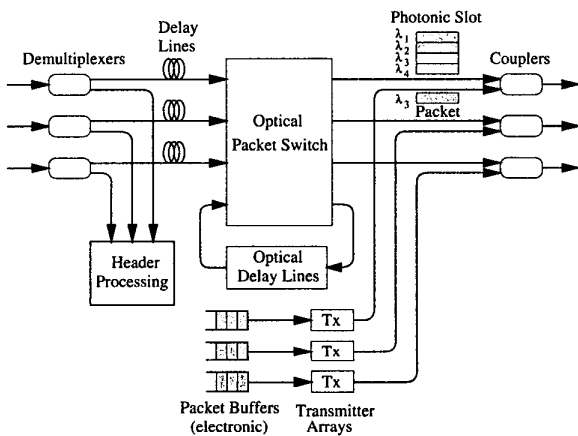 Photonic Slot
Delay
Lines
Demultiplexers
λ1
λ2
λ3
λ4
Couplers
λ3
Packet
Optical
Packet Switch
Optical
Delay Lines
Header
Processing
Tx
Tx
Tx
Packet Buffers
(electronic)
Transmitter
Arrays